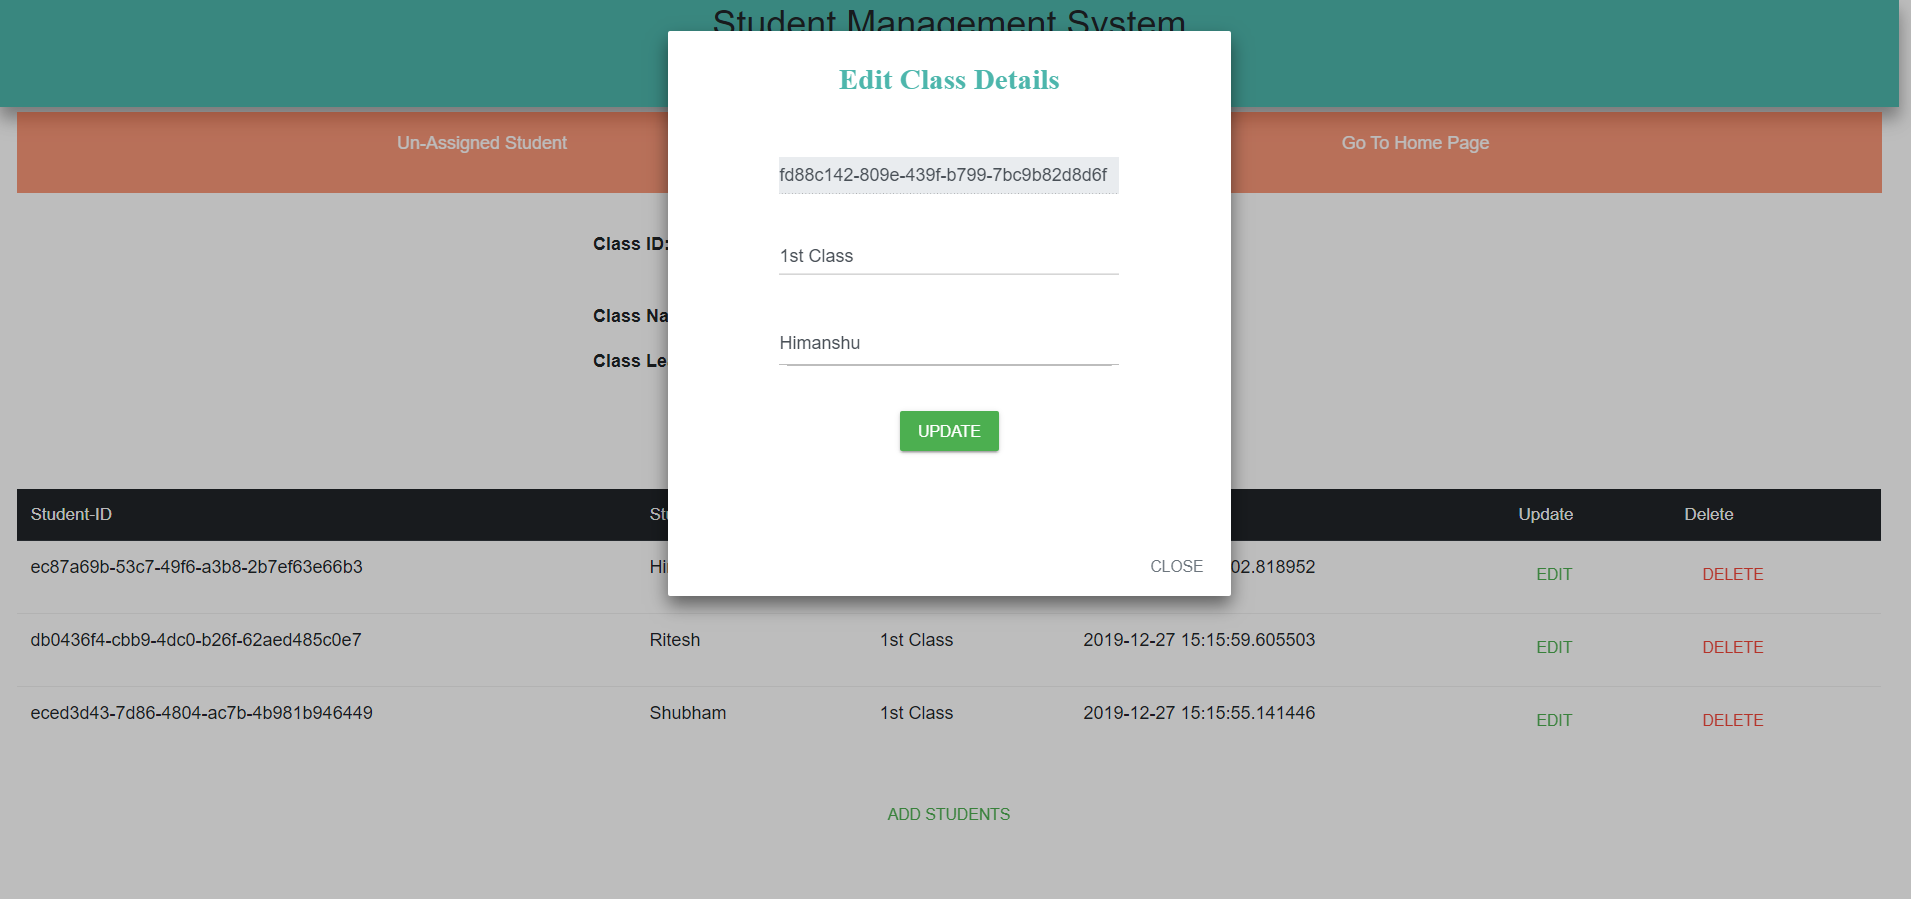 Student Management System
Edit Class Details
Un-Assigned Student
Go To Home Page
fd88c142-809e-439f-b799-7bc9b82d8d6f
Class ID:
1st Class
Class Na
Himanshu
Class Le
UPDATE
Student-ID Stu Update Delete
CLOSE
ec87a69b-53c7-49f6-a3b8-2b7ef63e66b3 Hi 02.818952 EDIT DELETE
db0436f4-cbb9-4dc0-b26f-62aed485c0e7 Ritesh 1st Class 2019-12-27 15:15:59.605503 EDIT DELETE
eced3d43-7d86-4804-ac7b-4b981b946449 Shubham 1st Class 2019-12-27 15:15:55.141446 EDIT DELETE
ADD STUDENTS